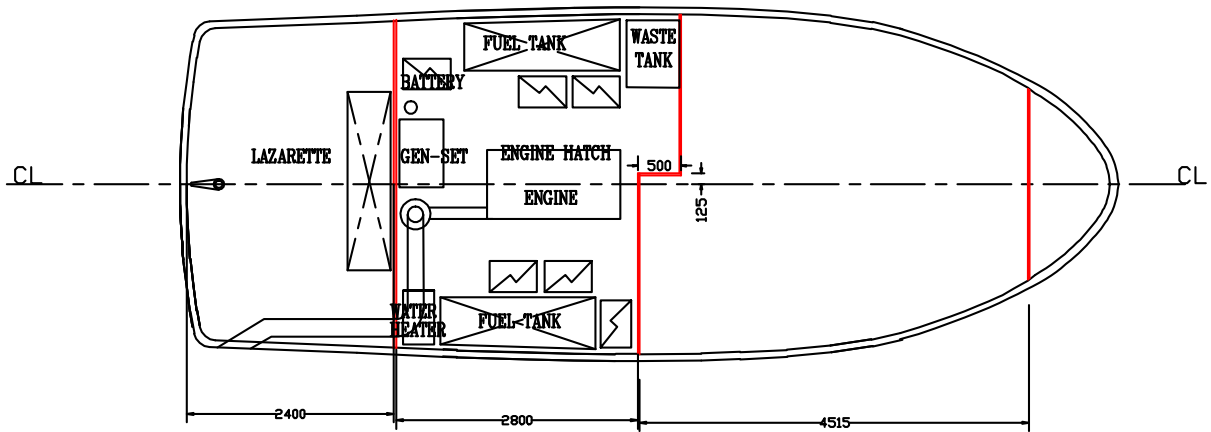 FUEL TANK
WASTE
TANK
BATTERY
LAZARETTE
GEN-SET
ENGINE HATCH
500
CL
CL
ENGINE
125
WATER
HEATER
FUEL-TANK
2400
2800
4515